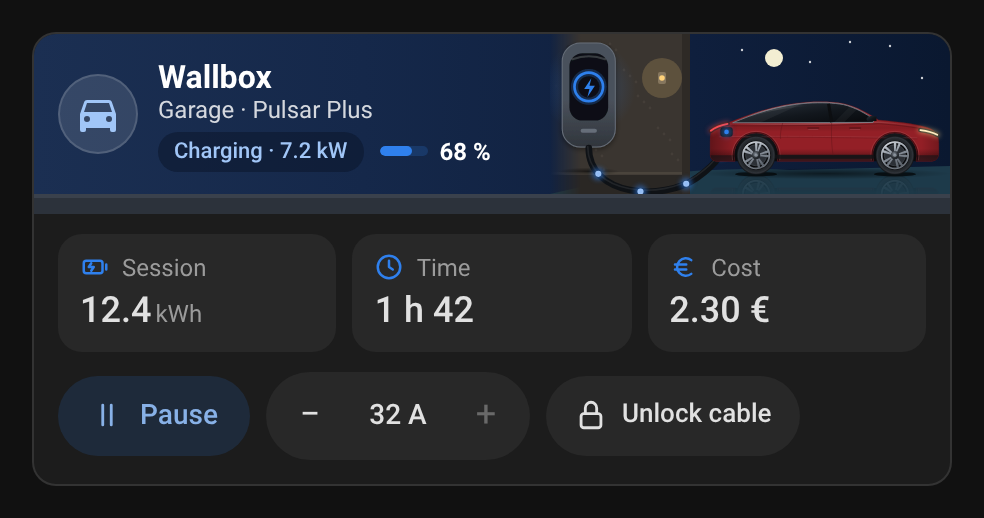 Wallbox
Garage · Pulsar Plus
Charging · 7.2 kW 68 %
Session
12.4 kWh
Time
1 h 42
Cost
2.30 €
Pause
− 32 A +
Unlock cable